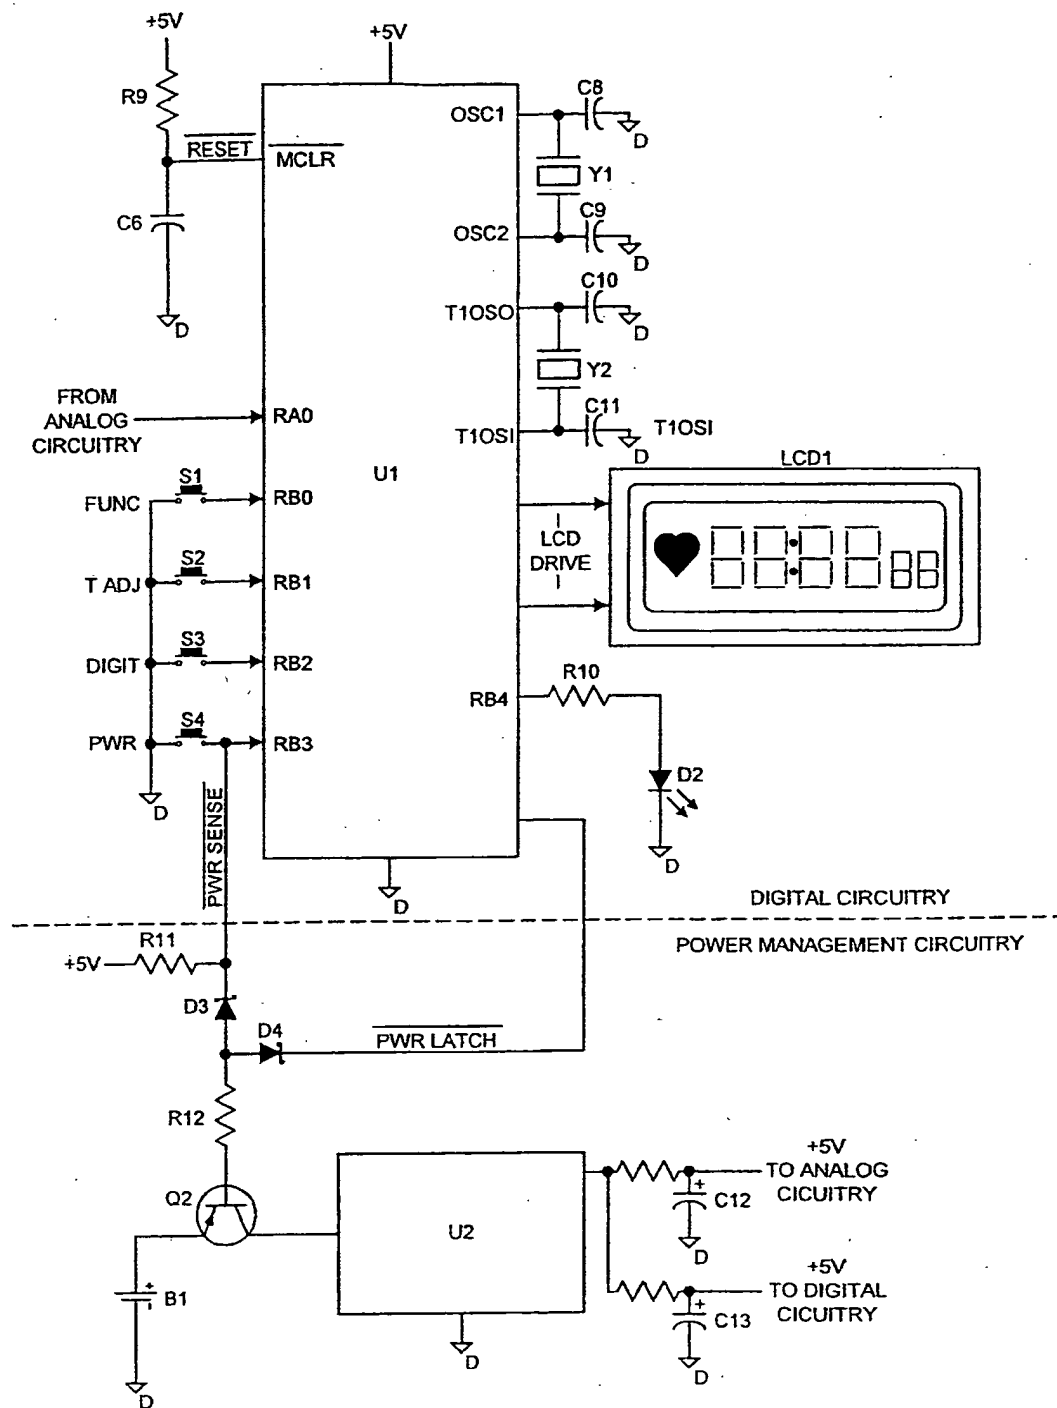 +5V
+5V
R9
RESET
MCLR
C6
D
OSC1
C8
D
Y1
C9
OSC2
D
C10
T1OSO
D
Y2
C11
T1OSI
D
T1OSI
FROM
ANALOG
CIRCUITRY
RA0
U1
LCD1
S1
FUNC
RB0
LCD
DRIVE
S2
T ADJ
RB1
S3
DIGIT
RB2
R10
RB4
S4
PWR
RB3
D
D2
D
PWR SENSE
D
DIGITAL CIRCUITRY
POWER MANAGEMENT CIRCUITRY
R11
+5V
D3
D4
PWR LATCH
R12
Q2
U2
+
B1
D
D
+5V
TO ANALOG
CICUITRY
+
C12
D
+5V
TO DIGITAL
CICUITRY
+
C13
D